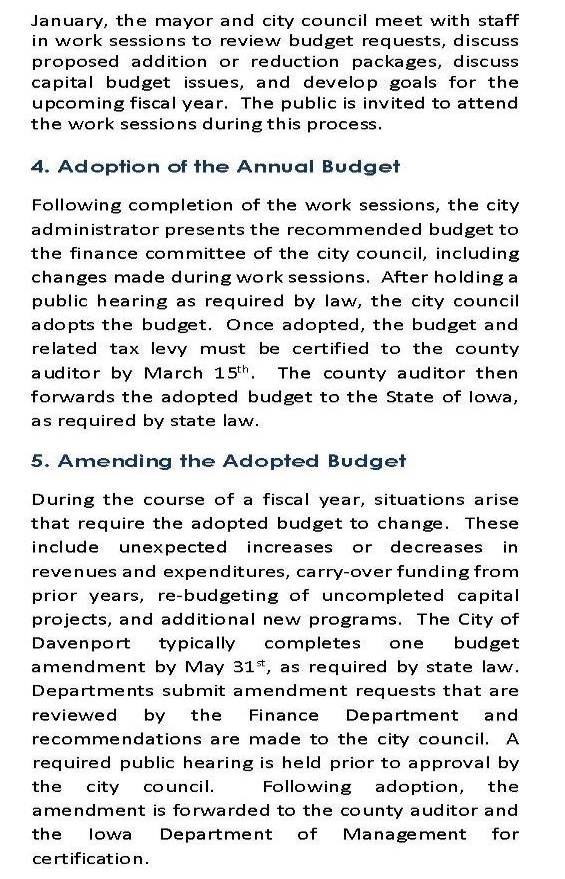 January, the mayor and city council meet with staff
in work sessions to review budget requests, discuss
proposed addition or reduction packages, discuss
capital budget issues, and develop goals for the
upcoming fiscal year. The public is invited to attend
the work sessions during this process.
4. Adoption of the Annual Budget
Following completion of the work sessions, the city
administrator presents the recommended budget to
the finance committee of the city council, including
changes made during work sessions. After holding a
public hearing as required by law, the city council
adopts the budget. Once adopted, the budget and
related tax levy must be certified to the county
auditor by March 15th. The county auditor then
forwards the adopted budget to the State of Iowa,
as required by state law.
5. Amending the Adopted Budget
During the course of a fiscal year, situations arise
that require the adopted budget to change. These
include unexpected increases or decreases in
revenues and expenditures, carry-over funding from
prior years, re-budgeting of uncompleted capital
projects, and additional new programs. The City of
Davenport typically completes one budget
amendment by May 31st, as required by state law.
Departments submit amendment requests that are
reviewed by the Finance Department and
recommendations are made to the city council. A
required public hearing is held prior to approval by
the city council. Following adoption, the
amendment is forwarded to the county auditor and
the Iowa Department of Management for
certification.